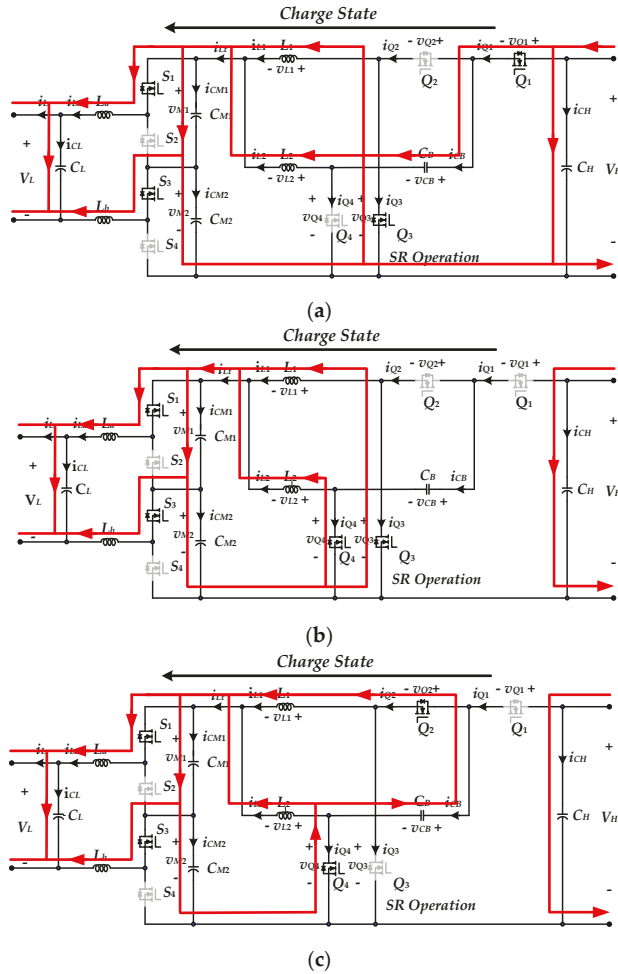 Charge State
iLt iL1 L1 iQ2 - vQ2+ iQ1 - vQ1 +
- vL1 + Q2 Q1
S1
iL La + vM1 iCM1 CM1 iCH +
S2
+ iCL iL2 L2 CB iCB
VL CL - vL2 + - vCB + CH VH
S3 iCM2 + iQ4 + iQ3
- Lb vM2 CM2 vQ4 vQ3
S4 - - Q4 - Q3 -
SR Operation
(a)
Charge State
iLt iL1 L1 iQ2 - vQ2+ iQ1 - vQ1 +
- vL1 + Q2 Q1
S1
iL La + vM1 iCM1 CM1 iCH +
S2
+ iCL iL2 L2 CB iCB
VL CL - vL2 + - vCB + CH VH
S3 iCM2 + iQ4 + iQ3
- Lb vM2 CM2 vQ4 vQ3
S4 - - Q4 - Q3 -
SR Operation
(b)
Charge State
iLt iL1 L1 iQ2 - vQ2+ iQ1 - vQ1 +
- vL1 + Q2 Q1
S1
iL La + vM1 iCM1 CM1 iCH +
S2
+ iCL iL2 L2 CB iCB
VL CL - vL2 + - vCB + CH VH
S3 iCM2 + iQ4 + iQ3
- Lb vM2 CM2 vQ4 vQ3
S4 - - Q4 - Q3 -
SR Operation
(c)